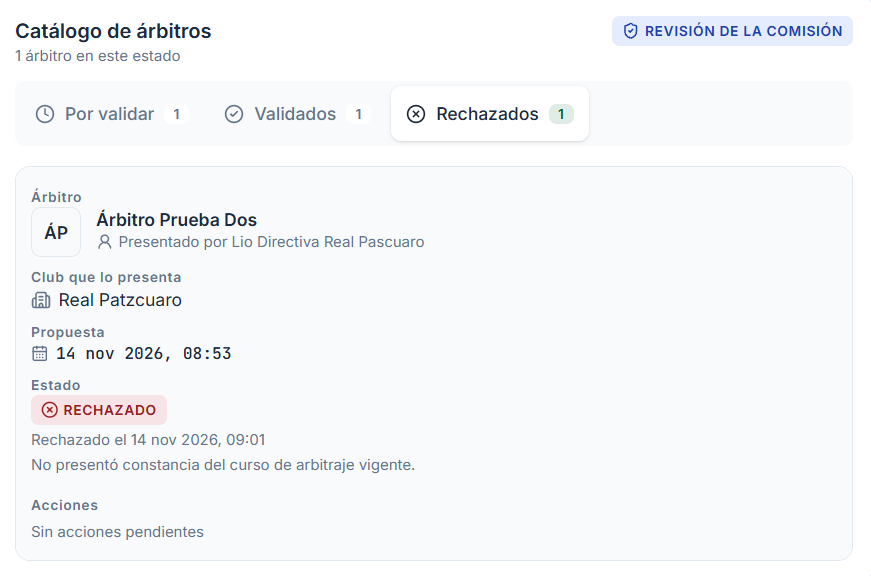 Catálogo de árbitros
REVISIÓN DE LA COMISIÓN
1 árbitro en este estado
Por validar 1 Validados 1 Rechazados 1
Árbitro
ÁP
Árbitro Prueba Dos
Presentado por Lio Directiva Real Pascuaro
Club que lo presenta
Real Patzcuaro
Propuesta
14 nov 2026, 08:53
Estado
RECHAZADO
Rechazado el 14 nov 2026, 09:01
No presentó constancia del curso de arbitraje vigente.
Acciones
Sin acciones pendientes